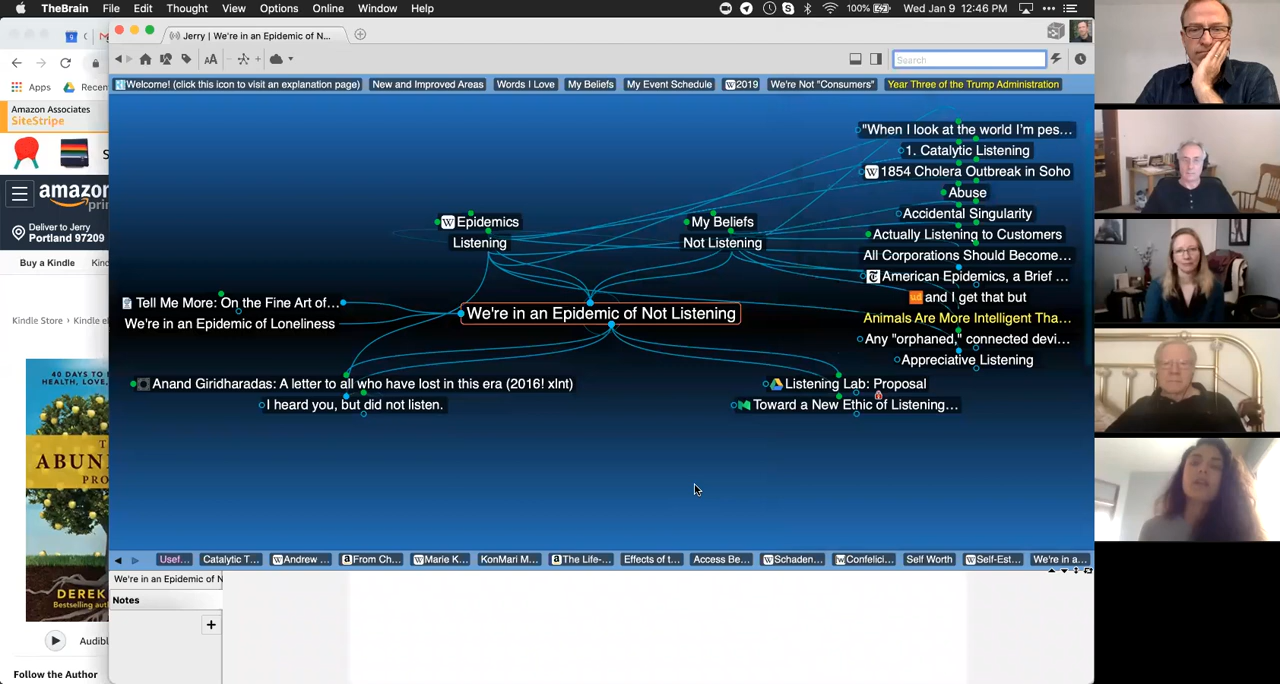 TheBrain File Edit Thought View Options Online Window Help 100% Wed Jan 9 12:46 PM
Jerry | We're in an Epidemic of N...
Search
Welcome! (click this icon to visit an explanation page) New and Improved Areas Words I Love My Beliefs My Event Schedule 2019 We're Not "Consumers" Year Three of the Trump Administration
Apps
Amazon Associates
SiteStripe
amazon
prim
Deliver to Jerry
Portland 97209
Buy a Kindle
Kindle Store
"When I look at the world I'm pes...
1. Catalytic Listening
1854 Cholera Outbreak in Soho
Abuse
Accidental Singularity
Actually Listening to Customers
All Corporations Should Become...
American Epidemics, a Brief ...
and I get that but
Animals Are More Intelligent Tha...
Any "orphaned," connected devi...
Appreciative Listening
Epidemics
Listening
My Beliefs
Not Listening
Tell Me More: On the Fine Art of...
We're in an Epidemic of Loneliness
We're in an Epidemic of Not Listening
Anand Giridharadas: A letter to all who have lost in this era (2016! xlnt)
I heard you, but did not listen.
Listening Lab: Proposal
Toward a New Ethic of Listening...
40 DAYS TO
HEALTH, LOVE,
ABUN
PRO
DEREK
Bestselling
Audibl
Follow the Author
Usef... Catalytic T... Andrew ... From Ch... Marie K... KonMari M... The Life-... Effects of t... Access Be... Schaden... Confelici... Self Worth Self-Est... We're in a...
We're in an Epidemic of N
Notes